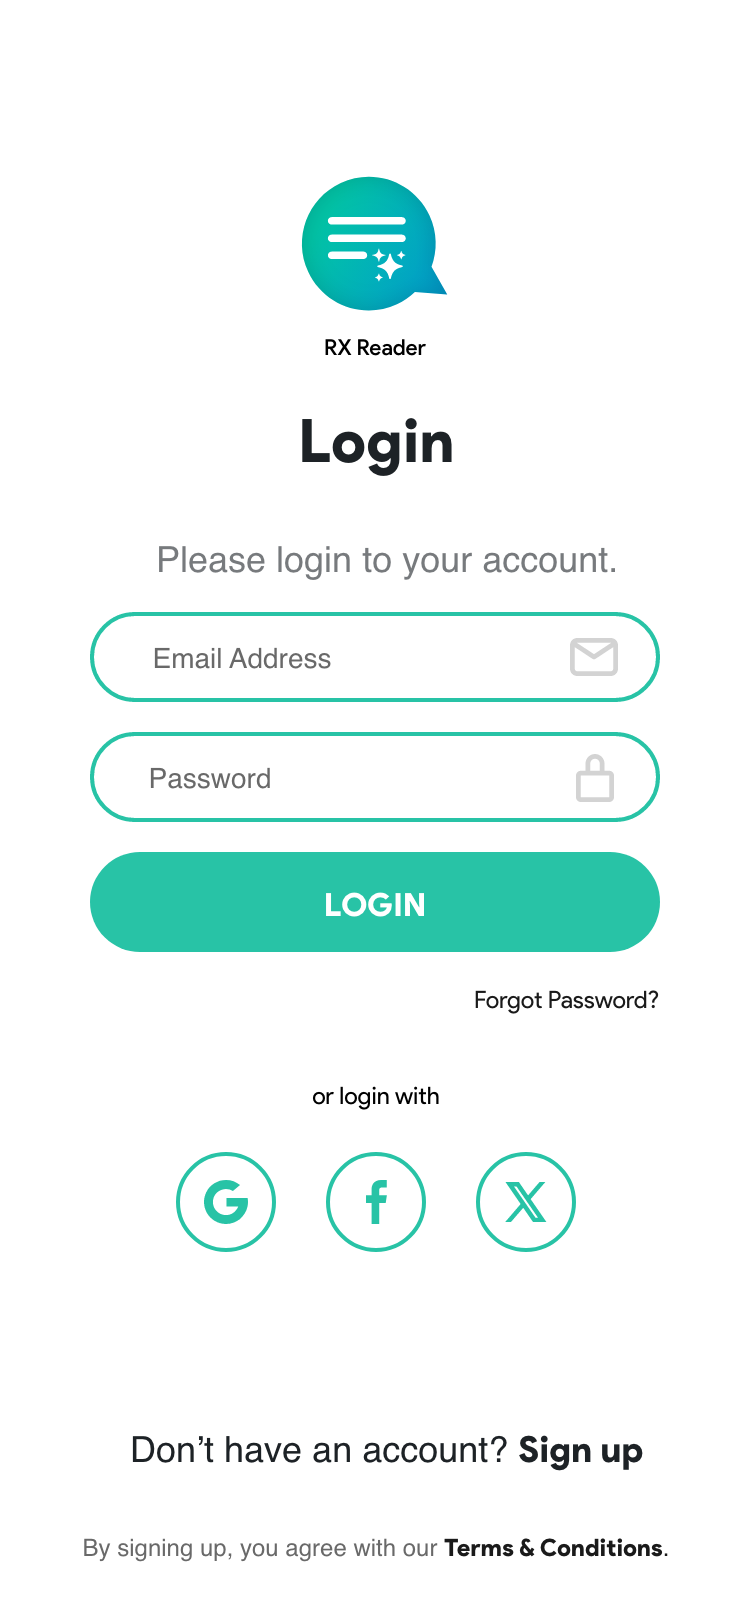 RX Reader
Login
Please login to your account.
Email Address
Password
LOGIN
Forgot Password?
or login with
Don’t have an account? Sign up
By signing up, you agree with our Terms & Conditions.